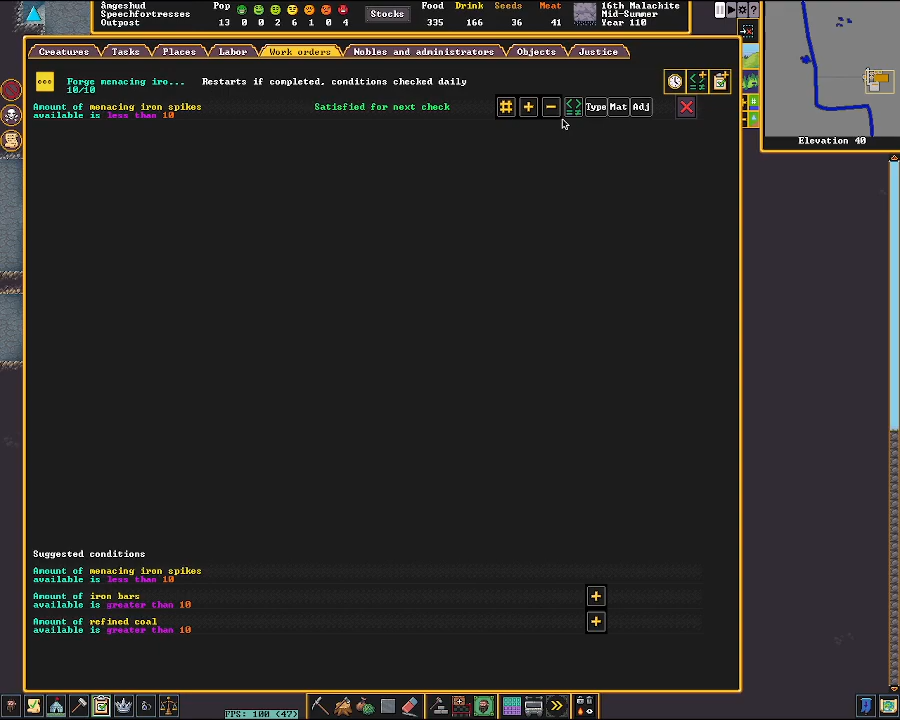 Amgeshud
Speechfortresses
Outpost
Pop
13 0 0 2 6 1 0 4
Stocks
Food Drink Seeds Meat
335 166 36 41
16th Malachite
Mid-Summer
Year 110
Elevation 40
Creatures Tasks Places Labor Work orders Nobles and administrators Objects Justice
Forge menacing iro... Restarts if completed, conditions checked daily
10/10
Amount of menacing iron spikes Satisfied for next check Type Mat Adj
available is less than 10
Suggested conditions
Amount of menacing iron spikes
available is less than 10
Amount of iron bars
available is greater than 10
Amount of refined coal
available is greater than 10
FPS: 100 (47)